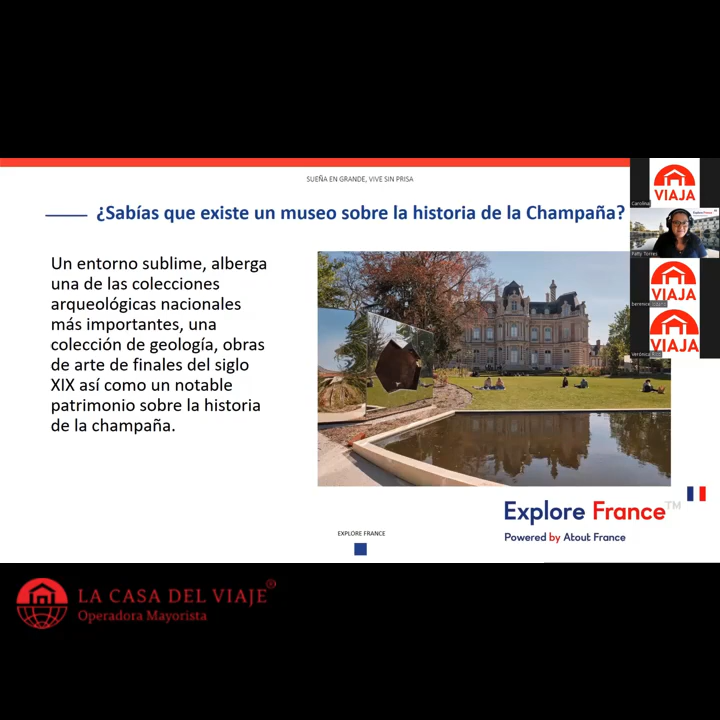 SUEÑA EN GRANDE, VIVE SIN PRISA
¿Sabías que existe un museo sobre la historia de la Champaña?
Un entorno sublime, alberga
una de las colecciones
arqueológicas nacionales
más importantes, una
colección de geología, obras
de arte de finales del siglo
XIX así como un notable
patrimonio sobre la historia
de la champaña.
VIAJA
Carolina
Explore France
Patty Torres
VIAJA
VIAJA
Explore France™
Powered by Atout France
EXPLORE FRANCE
LA CASA DEL VIAJE®
Operadora Mayorista